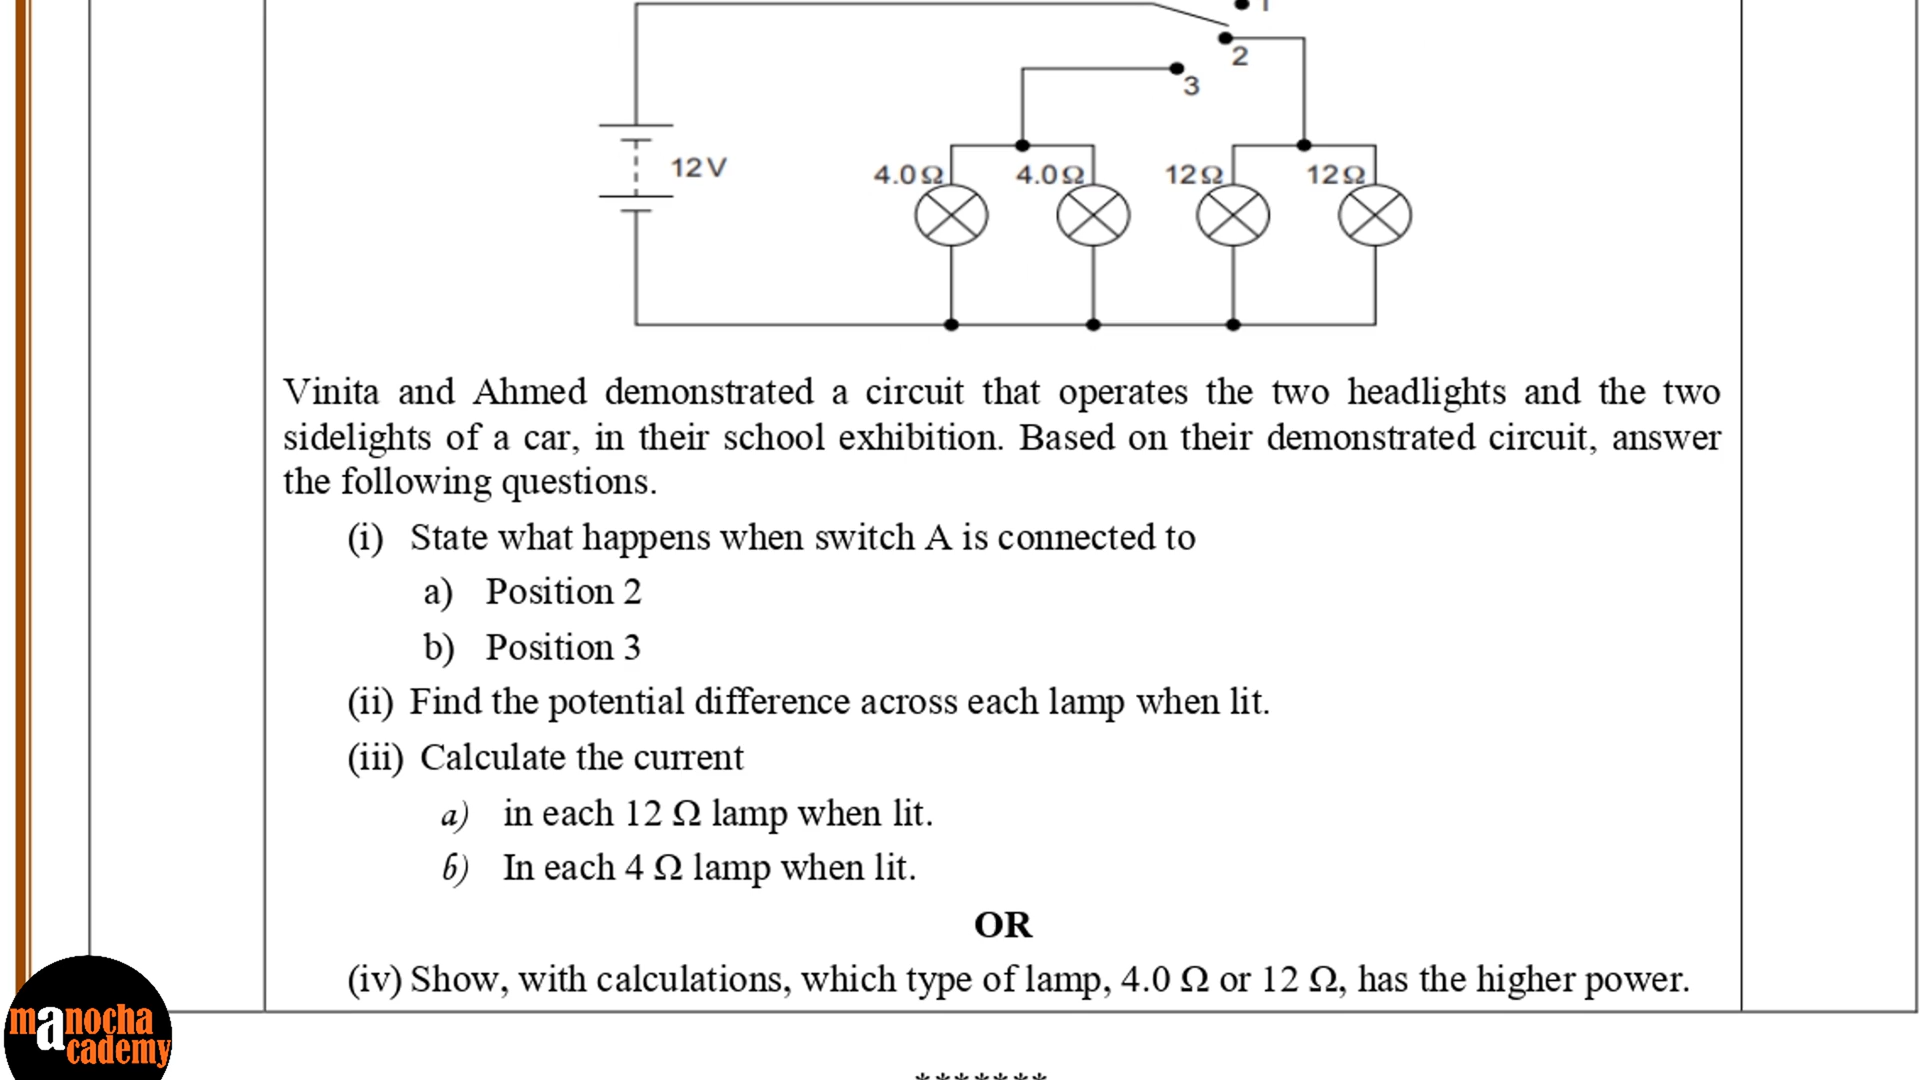 1
2
3
12 V
4.0 Ω 4.0 Ω 12 Ω 12 Ω
Vinita and Ahmed demonstrated a circuit that operates the two headlights and the two
sidelights of a car, in their school exhibition. Based on their demonstrated circuit, answer
the following questions.
(i) State what happens when switch A is connected to
a) Position 2
b) Position 3
(ii) Find the potential difference across each lamp when lit.
(iii) Calculate the current
a) in each 12 Ω lamp when lit.
b) In each 4 Ω lamp when lit.
OR
(iv) Show, with calculations, which type of lamp, 4.0 Ω or 12 Ω, has the higher power.
manocha
academy
*******